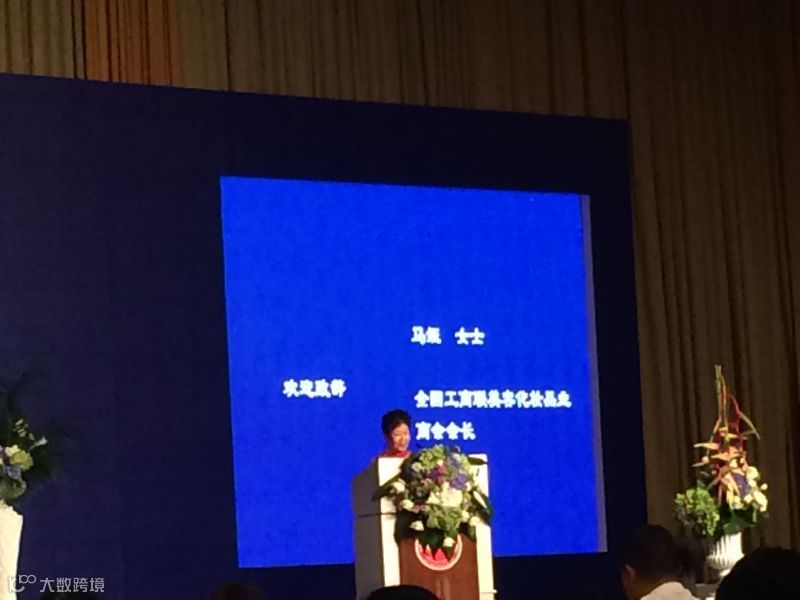 马娅 女士
欢迎致辞
全国工商联美容化妆品业
商会会长
大数跨境